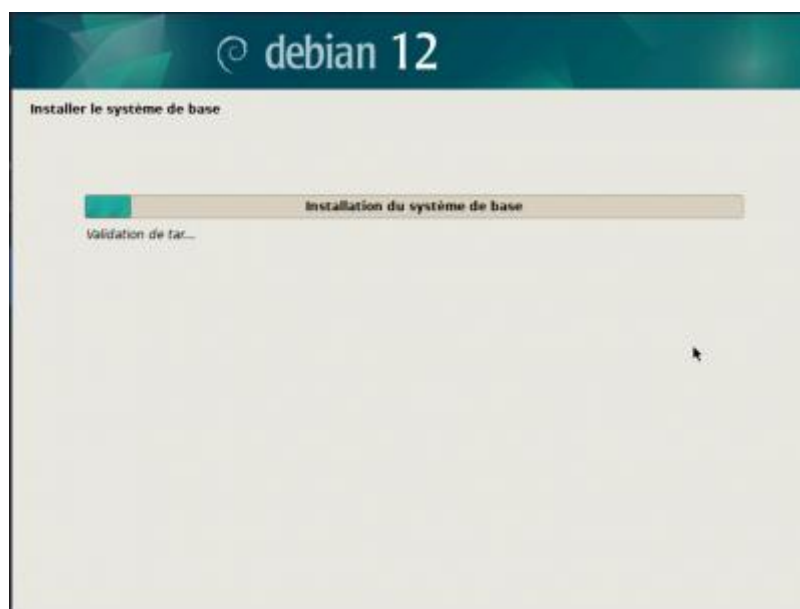 debian 12
Installer le système de base
Installation du système de base
Validation de tar...